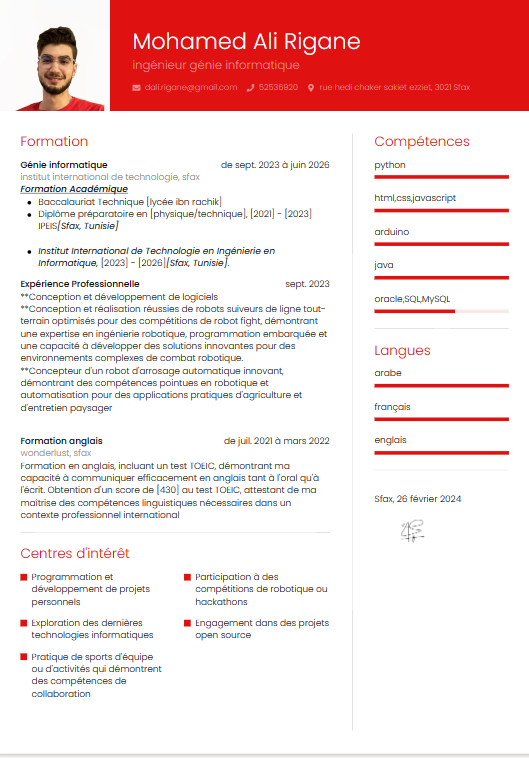 Mohamed Ali Rigane
ingénieur génie informatique
dali.rigane@gmail.com 52536920 rue hedi chaker sakiet ezziet, 3021 Sfax
Formation
Génie informatique de sept. 2023 à juin 2026
institut international de technologie, sfax
Formation Académique
Baccalauriat Technique [lycée ibn rachik]
Diplôme préparatoire en [physique/technique], [2021] - [2023]
IPEIS[Sfax, Tunisie]
Institut International de Technologie en Ingénierie en
Informatique, [2023] - [2026][Sfax, Tunisie].
Expérience Professionnelle sept. 2023
**Conception et développement de logiciels
**Conception et réalisation réussies de robots suiveurs de ligne tout-
terrain optimisés pour des compétitions de robot fight, démontrant
une expertise en ingénierie robotique, programmation embarquée et
une capacité à développer des solutions innovantes pour des
environnements complexes de combat robotique.
**Concepteur d'un robot d'arrosage automatique innovant,
démontrant des compétences pointues en robotique et
automatisation pour des applications pratiques d'agriculture et
d'entretien paysager
Formation anglais de juil. 2021 à mars 2022
wonderlust, sfax
Formation en anglais, incluant un test TOEIC, démontrant ma
capacité à communiquer efficacement en anglais tant à l'oral qu'à
l'écrit. Obtention d'un score de [430] au test TOEIC, attestant de ma
maîtrise des compétences linguistiques nécessaires dans un
contexte professionnel international
Centres d'intérêt
Programmation et
développement de projets
personnels
Exploration des dernières
technologies informatiques
Pratique de sports d'équipe
ou d'activités qui démontrent
des compétences de
collaboration
Participation à des
compétitions de robotique ou
hackathons
Engagement dans des projets
open source
Compétences
python
html,css,javascript
arduino
java
oracle,SQL,MySQL
Langues
arabe
français
englais
Sfax, 26 février 2024